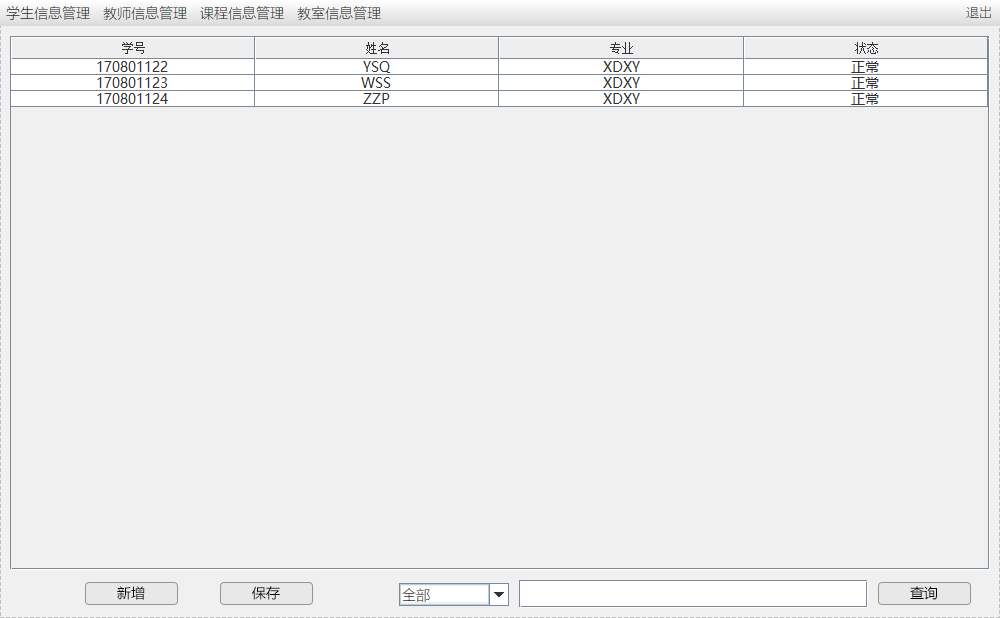 学生信息管理 教师信息管理 课程信息管理 教室信息管理 退出
学号 姓名 专业 状态
170801122 YSQ XDXY 正常
170801123 WSS XDXY 正常
170801124 ZZP XDXY 正常
新增 保存 全部 查询